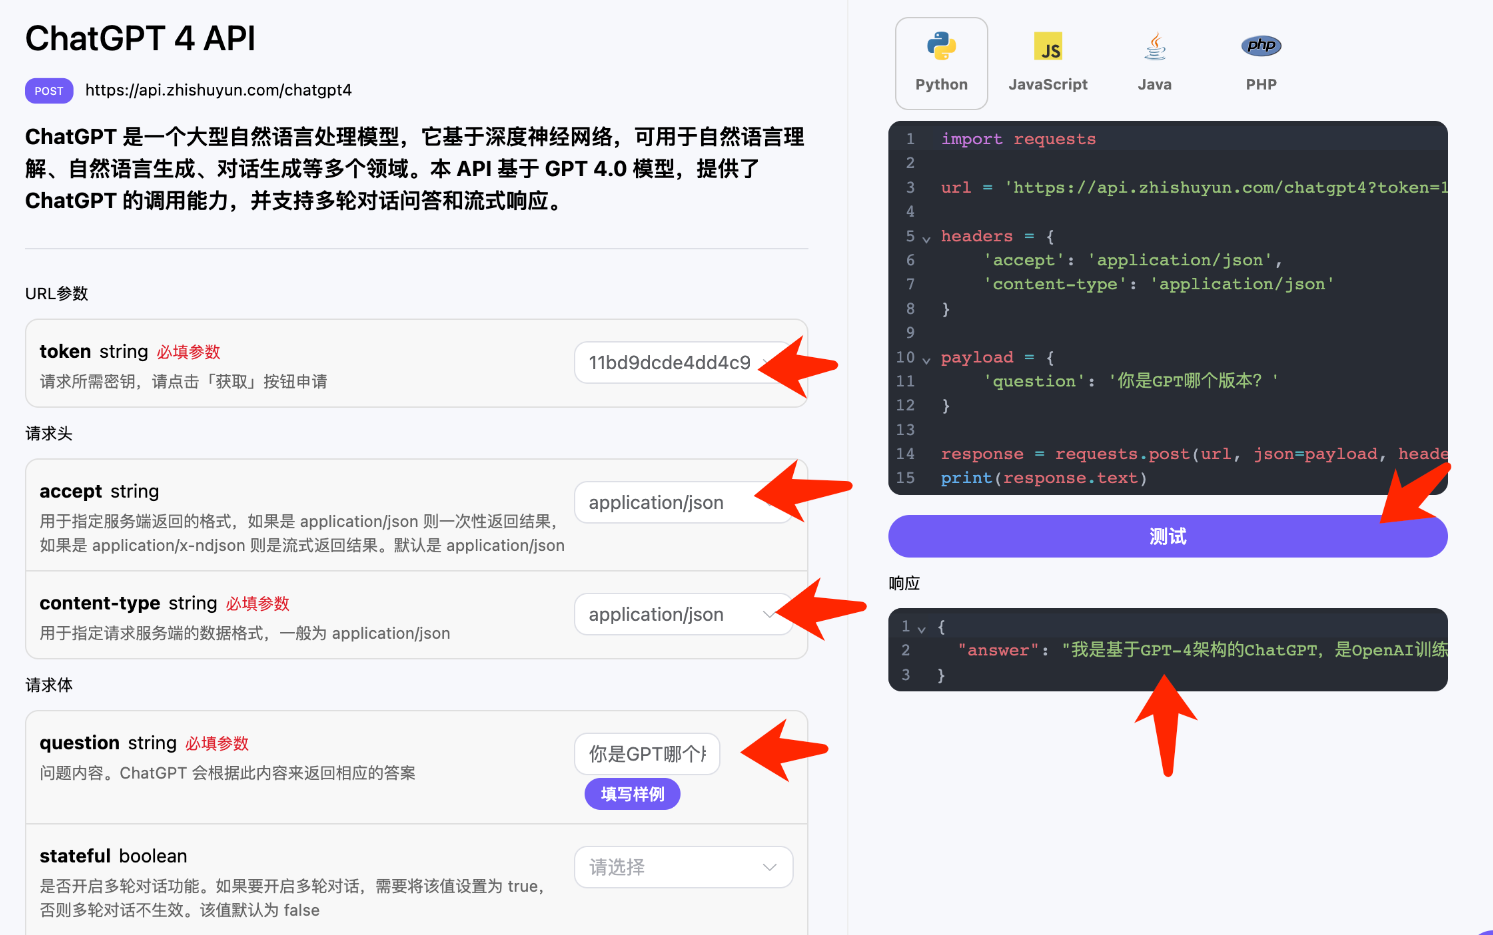 ChatGPT 4 API
POST https://api.zhishuyun.com/chatgpt4
ChatGPT 是一个大型自然语言处理模型，它基于深度神经网络，可用于自然语言理
解、自然语言生成、对话生成等多个领域。本 API 基于 GPT 4.0 模型，提供了
ChatGPT 的调用能力，并支持多轮对话问答和流式响应。
URL参数
token string 必填参数
请求所需密钥，请点击「获取」按钮申请
11bd9dcde4dd4c9
请求头
accept string
用于指定服务端返回的格式，如果是 application/json 则一次性返回结果，
如果是 application/x-ndjson 则是流式返回结果。默认是 application/json
application/json
content-type string 必填参数
用于指定请求服务端的数据格式，一般为 application/json
application/json
请求体
question string 必填参数
问题内容。ChatGPT 会根据此内容来返回相应的答案
你是GPT哪个
填写样例
stateful boolean
是否开启多轮对话功能。如果要开启多轮对话，需要将该值设置为 true，
否则多轮对话不生效。该值默认为 false
请选择
Python
JS
JavaScript
Java
php
PHP
1 import requests
2
3 url = 'https://api.zhishuyun.com/chatgpt4?token=1
4
5 headers = {
6 'accept': 'application/json',
7 'content-type': 'application/json'
8 }
9
10 payload = {
11 'question': '你是GPT哪个版本？'
12 }
13
14 response = requests.post(url, json=payload, heade
15 print(response.text)
测试
响应
1 {
2 "answer": "我是基于GPT-4架构的ChatGPT，是OpenAI训练
3 }